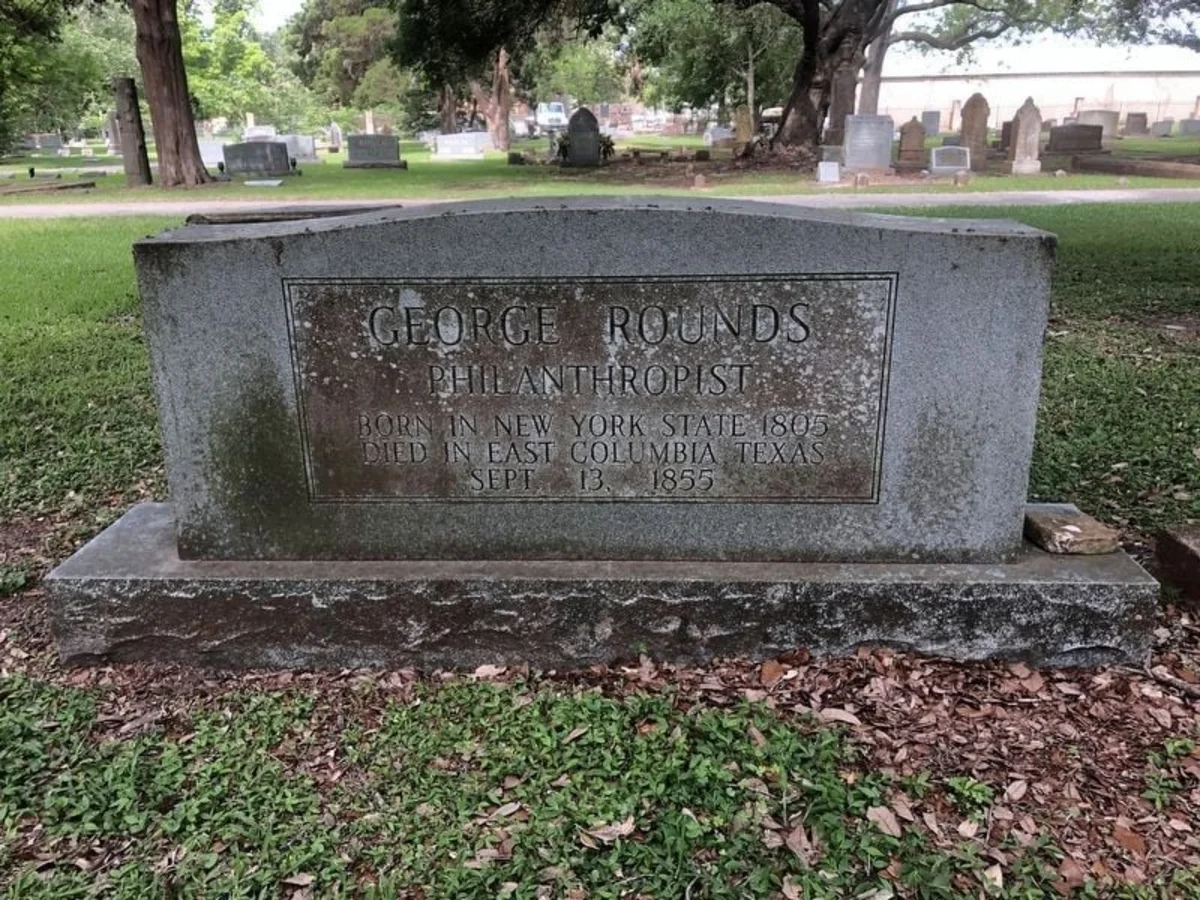 GEORGE ROUNDS
PHILANTHROPIST
BORN IN NEW YORK STATE 1805
DIED IN EAST COLUMBIA TEXAS
SEPT. 13, 1855